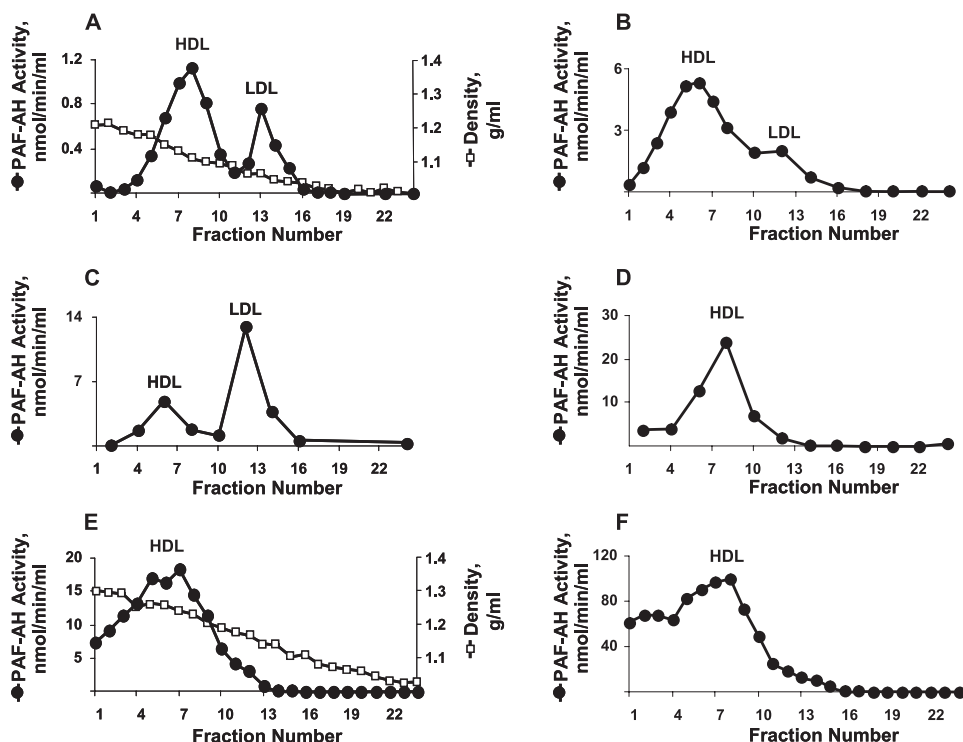 A
HDL
LDL
PAF-AH Activity,
nmol/min/ml
1.2
0.8
0.4
1.4
1.3
1.2
1.1
Density,
g/ml
1 4 7 10 13 16 19 22
Fraction Number
B
HDL
LDL
PAF-AH Activity,
nmol/min/ml
6
3
1 4 7 10 13 16 19 22
Fraction Number
C
LDL
HDL
PAF-AH Activity,
nmol/min/ml
14
7
1 4 7 10 13 16 19 22
Fraction Number
D
HDL
PAF-AH Activity,
nmol/min/ml
30
20
10
1 4 7 10 13 16 19 22
Fraction Number
E
HDL
PAF-AH Activity,
nmol/min/ml
20
15
10
5
1.4
1.3
1.2
1.1
Density,
g/ml
1 4 7 10 13 16 19 22
Fraction Number
F
HDL
PAF-AH Activity,
nmol/min/ml
120
80
40
1 4 7 10 13 16 19 22
Fraction Number